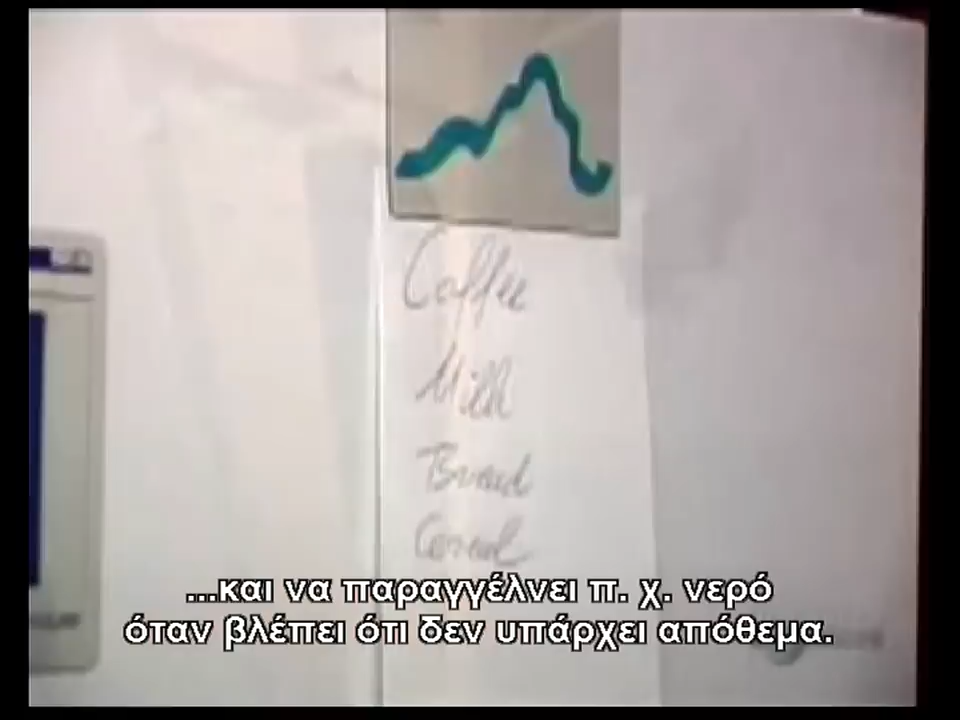 Coffee
Milk
Bread
Cereal
...και να παραγγέλνει π. χ. νερό
όταν βλέπει ότι δεν υπάρχει απόθεμα.